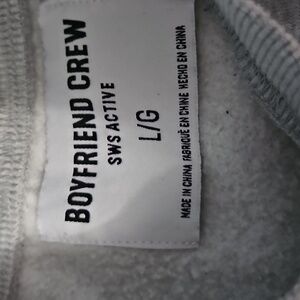 BOYFRIEND CREW
SWS ACTIVE
L/G
MADE IN CHINA FABRIQUÉ EN CHINE HECHO EN CHINA